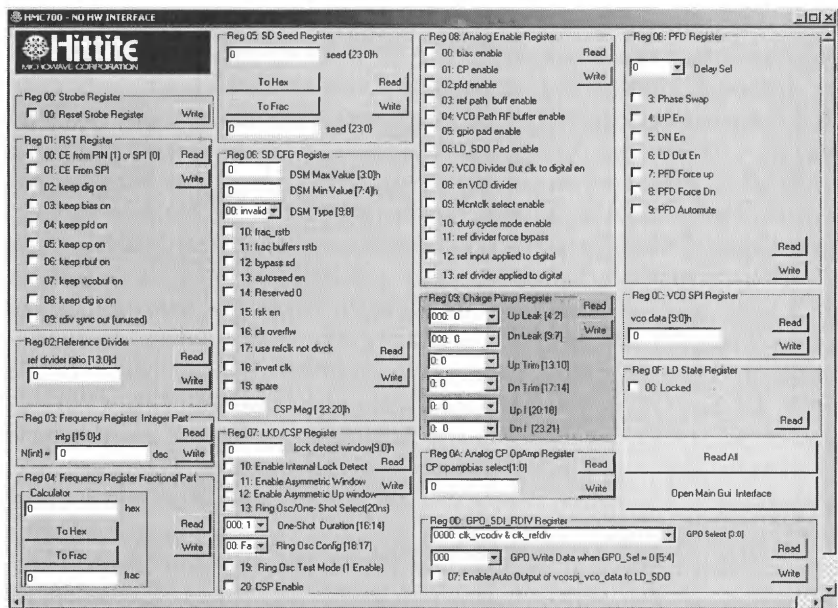 HMC700 - NO HW INTERFACE
Hittite
MICROWAVE CORPORATION
Reg 00: Strobe Register
00: Reset Strobe Register
Write
Reg 01: RST Register
00: CE from PIN (1) or SPI (0)
Read
01: CE From SPI
Write
02: keep dig on
03: keep bias on
04: keep pfd on
05: keep cp on
06: keep rbuf on
07: keep vcobuf on
08: keep dig io on
09: rdiv sync out (unused)
Reg 02:Reference Divider
ref divider ratio [13:0]d
Read
0
Write
Reg 03: Frequency Register Integer Part
intg [15:0]d
Read
N(int) =
0
dec
Write
Reg 04: Frequency Register Fractional Part
Calculator
0
hex
To Hex
Read
To Frac
Write
0
frac
Reg 05: SD Seed Register
0
seed (23:0)h
To Hex
Read
To Frac
Write
0
seed (23:0)
Reg 06: SD CFG Register
0
DSM Max Value [3:0]h
0
DSM Min Value [7:4]h
00: invalid
DSM Type [9:8]
10: frac_rstb
11: frac buffers rstb
12: bypass sd
13: autoseed en
14: Reserved 0
15: fsk en
16: clr overflw
17: use refclk not divck
Read
18: invert clk
Write
19: spare
0
CSP Mag [ 23:20]h
Reg 07: LKD/CSP Register
0
lock detect window[9:0]h
10: Enable Internal Lock Detect
Read
11: Enable Asymmetric Window
Write
12: Enable Asymmetric Up window
13: Ring Osc/One- Shot Select(20ns)
000: 1
One-Shot Duration [16:14]
00: Fa
Ring Osc Config [18:17]
19: Ring Osc Test Mode (1 Enable)
20 CSP Enable
Reg 08: Analog Enable Register
00: bias enable
Read
01: CP enable
Write
02:pfd enable
03: ref path buff enable
04: VCO Path RF buffer enable
05: gpio pad enable
06:LD_SDO Pad enable
07: VCO Divider Out clk to digital en
08: en VCO divider
09: Mcntclk select enable
10: duty cycle mode enable
11: ref divider force bypass
12: ref input applied to digital
13: ref divider applied to digital
Reg 09: Charge Pump Register
000: 0
Up Leak [4:2]
Read
000: 0
Dn Leak [9:7]
Write
0: 0
Up Trim [13:10]
0: 0
Dn Trim [17:14]
0: 0
0: 0
Reg 0A: Analog CP OpAmp Register
CP opampbias select[1:0]
Read
0
Write
Reg 0D: GPO_SDI_RDIV Register
0000: clk_vcodiv & clk_refdiv
GPO Select [3:0]
000
GPO Write Data when GPO_Sel = 0 [5:4]
Read
07: Enable Auto Output of vcospi_vco_data to LD_SDO
Write
Reg 0B: PFD Register
0
Delay Sel
3: Phase Swap
4: UP En
5: DN En
6: LD Out En
7: PFD Force up
8: PFD Force Dn
9: PFD Automute
Read
Write
Reg 0C: VCO SPI Register
vco data [9:0]h
Read
0
Write
Reg 0F: LD State Register
00: Locked
Read
Read All
Open Main Gui Interface